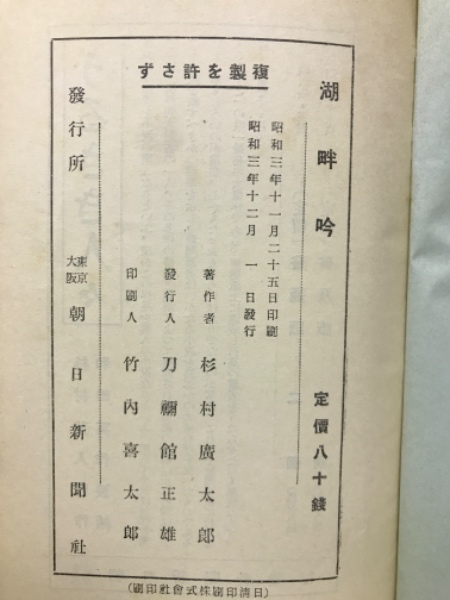 複製を許さず
湖畔吟
定價八十錢
昭和三年十一月二十五日印刷
昭和三年十二月一日發行
著作者 杉村廣太郎
發行人 刀禰館正雄
印刷人 竹內喜太郎
發行所 東京大阪 朝日新聞社
(日淸印刷株式會社印刷)